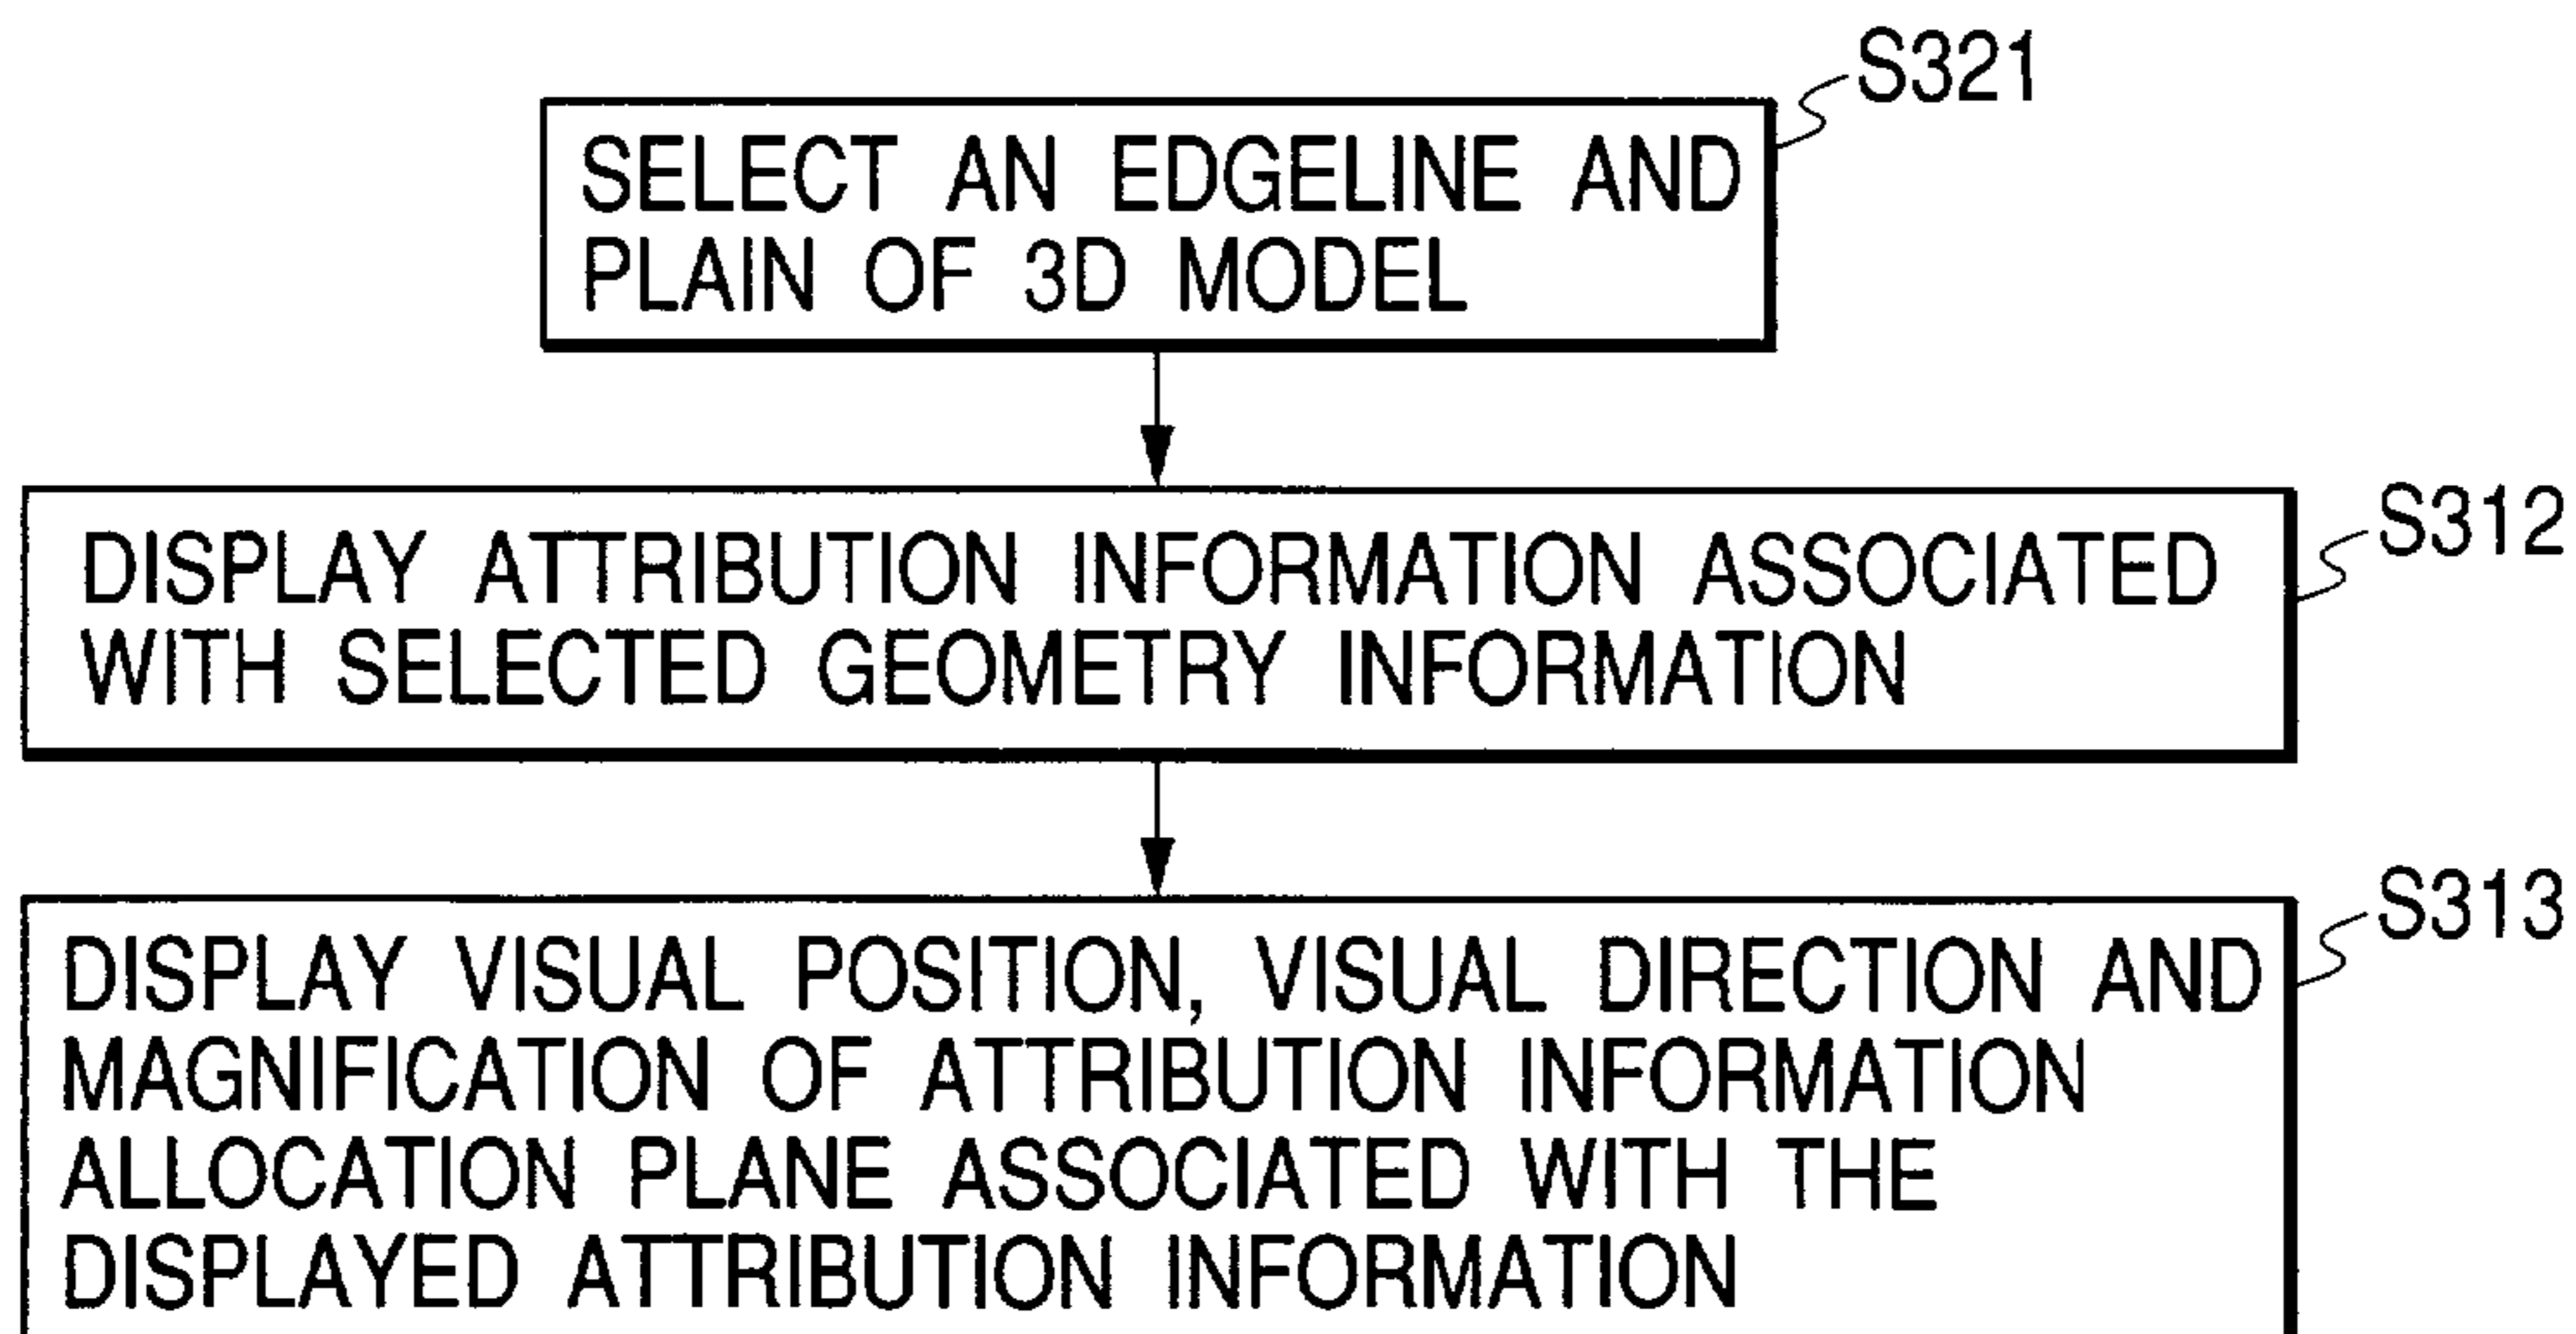 S321
SELECT AN EDGELINE AND
PLAIN OF 3D MODEL
S312
DISPLAY ATTRIBUTION INFORMATION ASSOCIATED
WITH SELECTED GEOMETRY INFORMATION
S313
DISPLAY VISUAL POSITION, VISUAL DIRECTION AND
MAGNIFICATION OF ATTRIBUTION INFORMATION
ALLOCATION PLANE ASSOCIATED WITH THE
DISPLAYED ATTRIBUTION INFORMATION